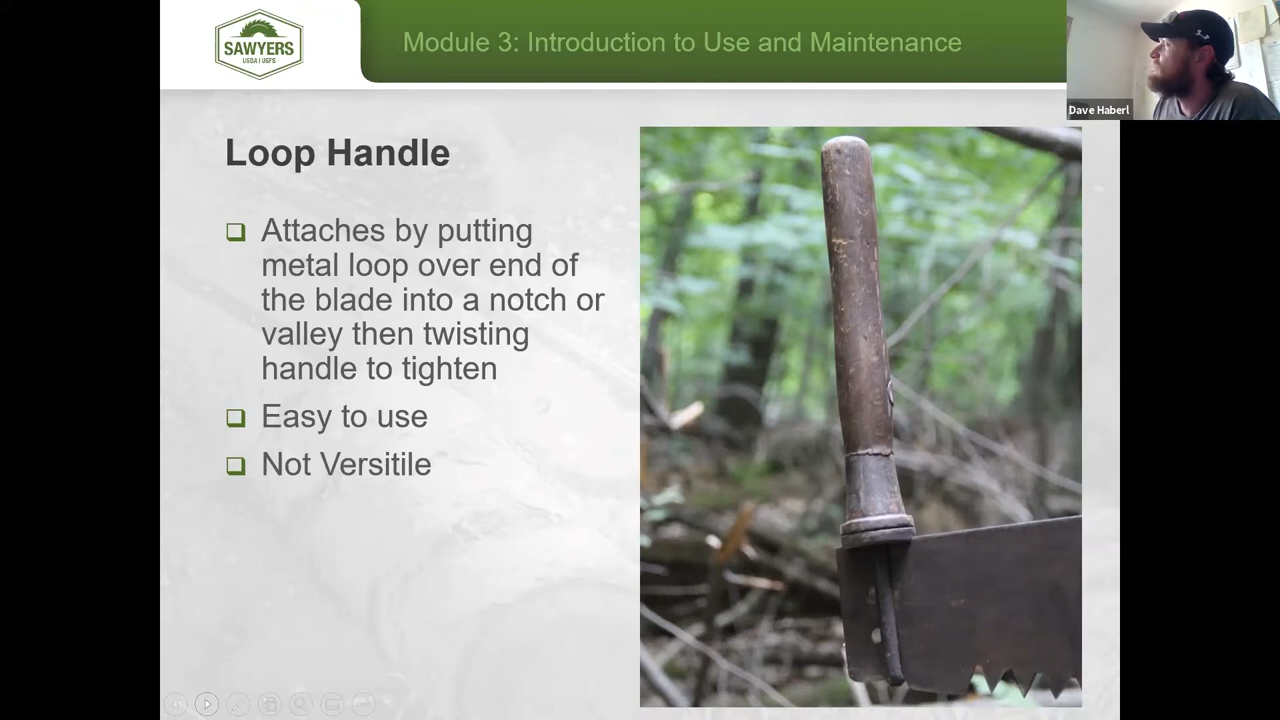 SAWYERS
USDA | USFS
Module 3: Introduction to Use and Maintenance
Dave Haberl
Loop Handle
Attaches by putting
metal loop over end of
the blade into a notch or
valley then twisting
handle to tighten
Easy to use
Not Versitile